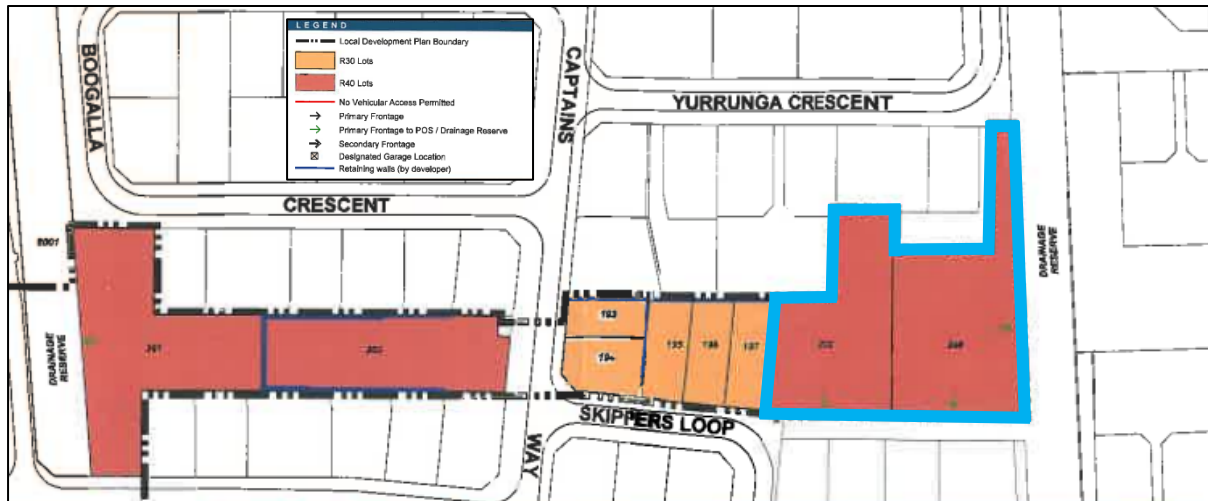 LEGEND
Local Development Plan Boundary
R30 Lots
R40 Lots
No Vehicular Access Permitted
Primary Frontage
Primary Frontage to POS / Drainage Reserve
Secondary Frontage
Designated Garage Location
Retaining walls (by developer)
BOOGALLA
CRESCENT
CAPTAINS
WAY
YURRUNGA CRESCENT
SKIPPERS LOOP
DRAINAGE
RESERVE
DRAINAGE
RESERVE
193
194
195
196
197